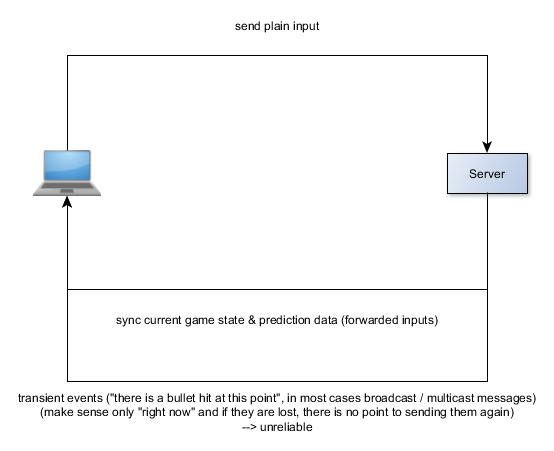 send plain input
Server
sync current game state & prediction data (forwarded inputs)
transient events ("there is a bullet hit at this point", in most cases broadcast / multicast messages)
(make sense only "right now" and if they are lost, there is no point to sending them again)
--> unreliable